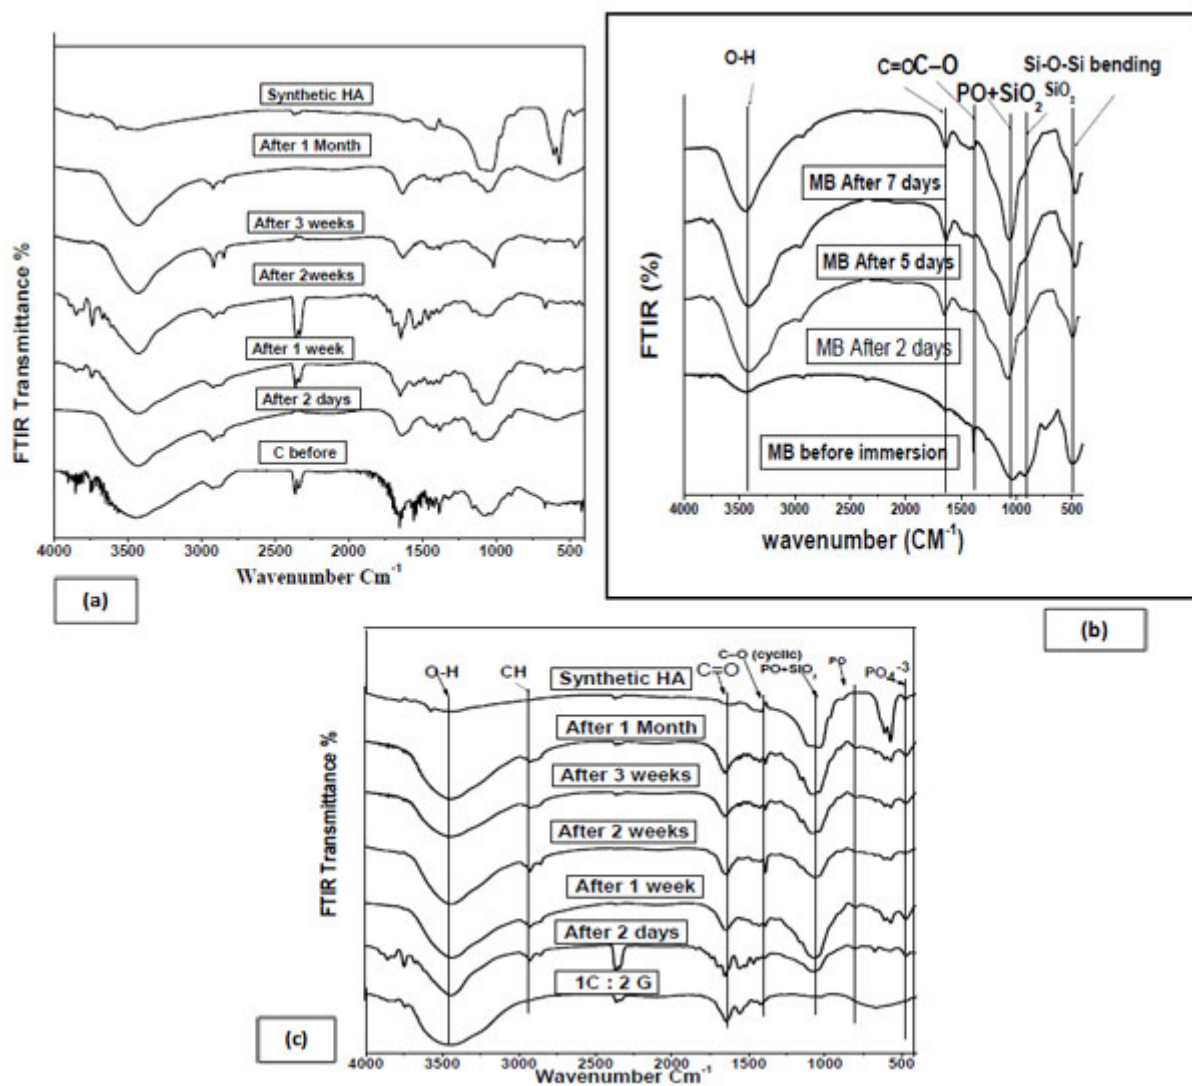 Synthetic HA
After 1 Month
After 3 weeks
After 2weeks
After 1 week
After 2 days
C before
FTIR Transmittance %
4000 3500 3000 2500 2000 1500 1000 500
Wavenumber Cm-1
(a)
O-H
C=O C–O
Si-O-Si bending
PO+SiO2 SiO2
MB After 7 days
MB After 5 days
MB After 2 days
MB before immersion
FTIR (%)
4000 3500 3000 2500 2000 1500 1000 500
wavenumber (CM-1)
(b)
O-H
CH
C–O (cyclic)
C=O
PO+SIO2
PO
PO4-3
Synthetic HA
After 1 Month
After 3 weeks
After 2 weeks
After 1 week
After 2 days
1C : 2 G
FTIR Transmittance %
4000 3500 3000 2500 2000 1500 1000 500
Wavenumber Cm-1
(c)